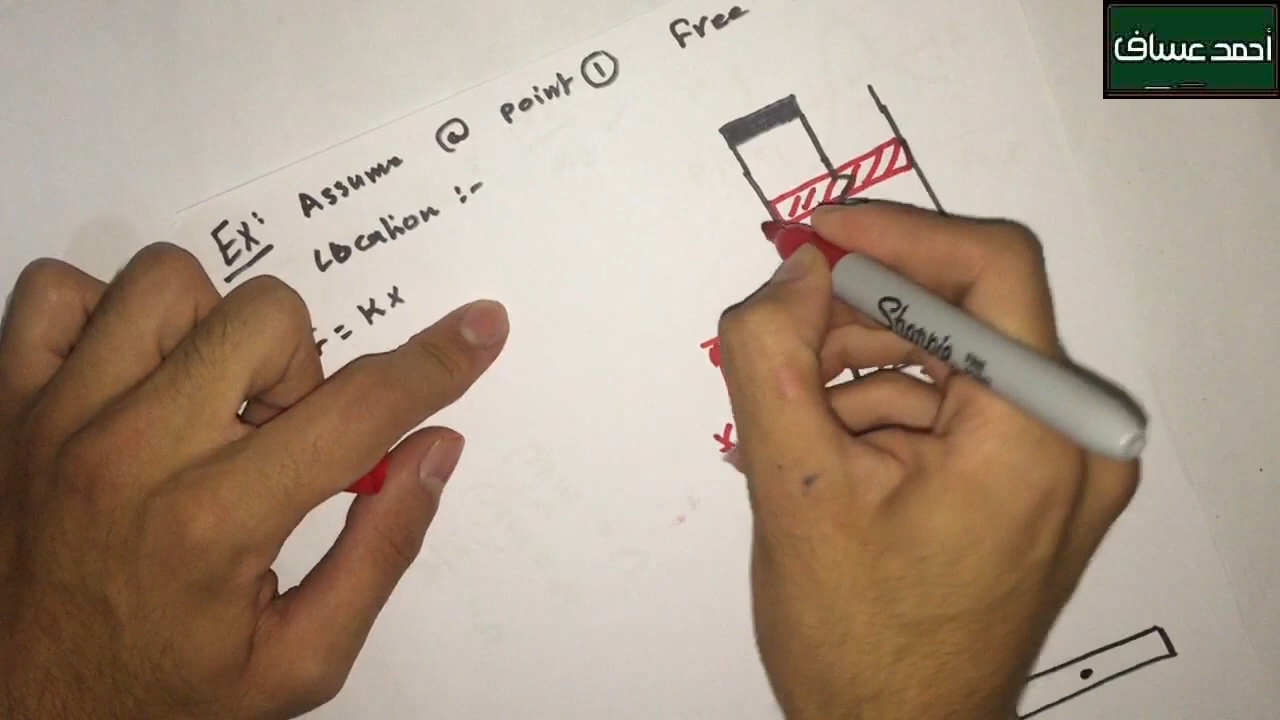 أحمد عساف
Free
Ex: Assume @ point ①
Location :-
= Kx
Sharpie
K